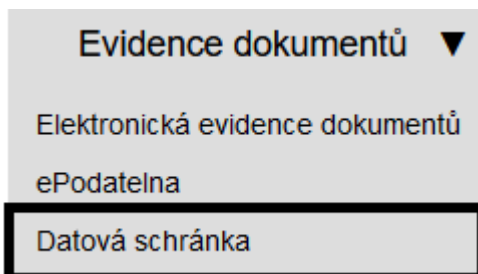 Evidence dokumentů ▼
Elektronická evidence dokumentů
ePodatelna
Datová schránka